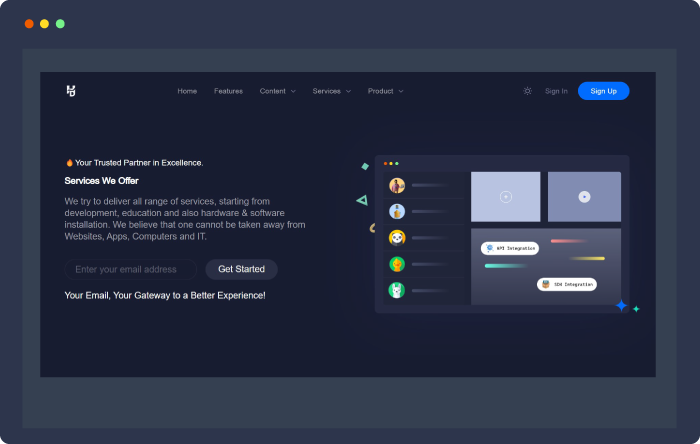 Home Features Content Services Product Sign In Sign Up
🔥Your Trusted Partner in Excellence.
Services We Offer
We try to deliver all range of services, starting from
development, education and also hardware & software
installation. We believe that one cannot be taken away from
Websites, Apps, Computers and IT.
Enter your email address Get Started
Your Email, Your Gateway to a Better Experience!
API Integration
SDK Integration